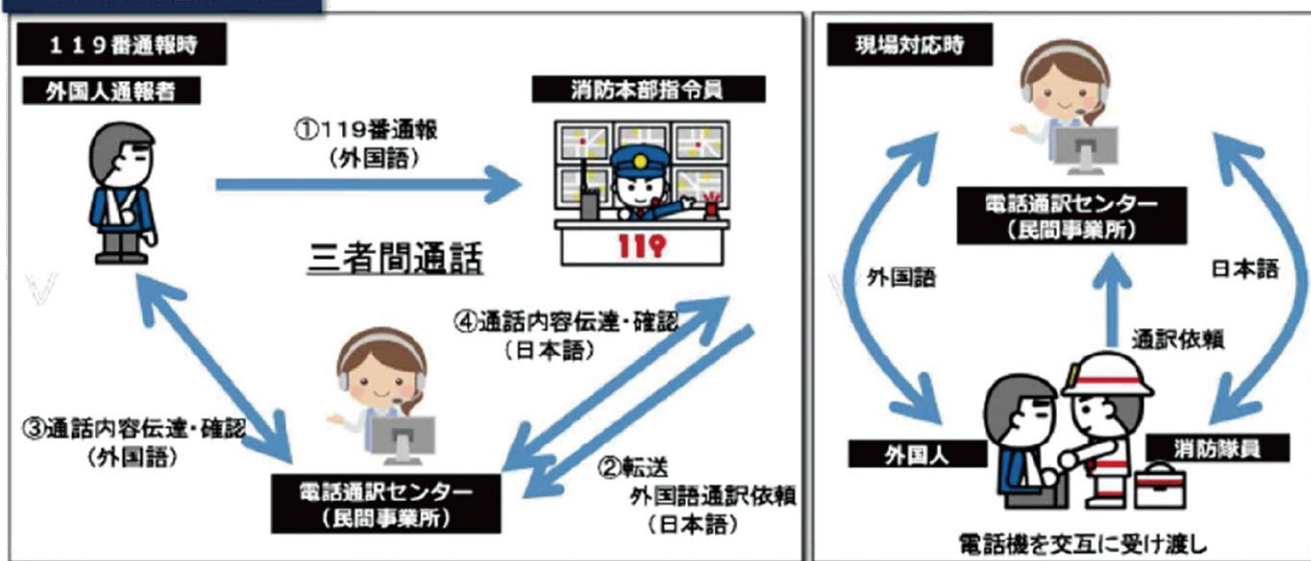 119番通報時
外国人通報者
消防本部指令員
①119番通報
(外国語)
119
三者間通話
④通話内容伝達・確認
(日本語)
③通話内容伝達・確認
(外国語)
②転送
外国語通訳依頼
(日本語)
電話通訳センター
(民間事業所)
現場対応時
電話通訳センター
(民間事業所)
外国語
日本語
通訳依頼
外国人
消防隊員
電話機を交互に受け渡し